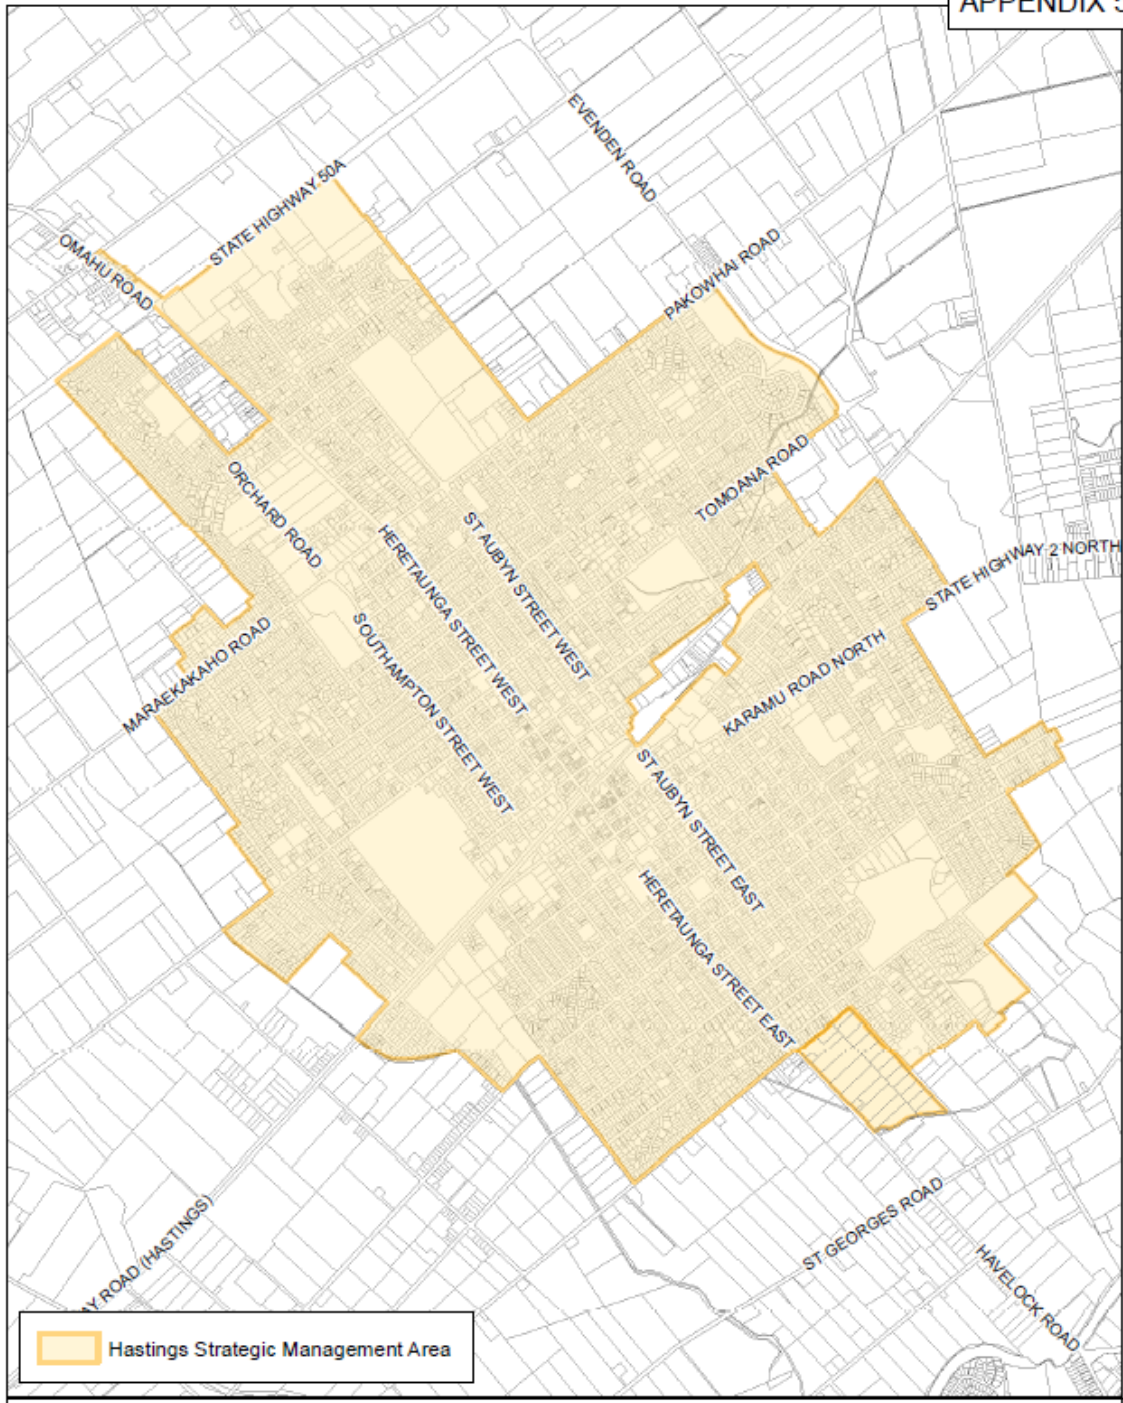 APPENDIX 5
EVENDEN ROAD
STATE HIGHWAY 50A
OMAHU ROAD
PAKOWHAI ROAD
TOMOANA ROAD
ORCHARD ROAD
ST AUBYN STREET WEST
HERETAUNGA STREET WEST
STATE HIGHWAY 2 NORTH
SOUTHAMPTON STREET WEST
MARAEKAKAHO ROAD
KARAMU ROAD NORTH
ST AUBYN STREET EAST
HERETAUNGA STREET EAST
ST GEORGES ROAD
HAVELOCK ROAD
AY ROAD (HASTINGS)
Hastings Strategic Management Area